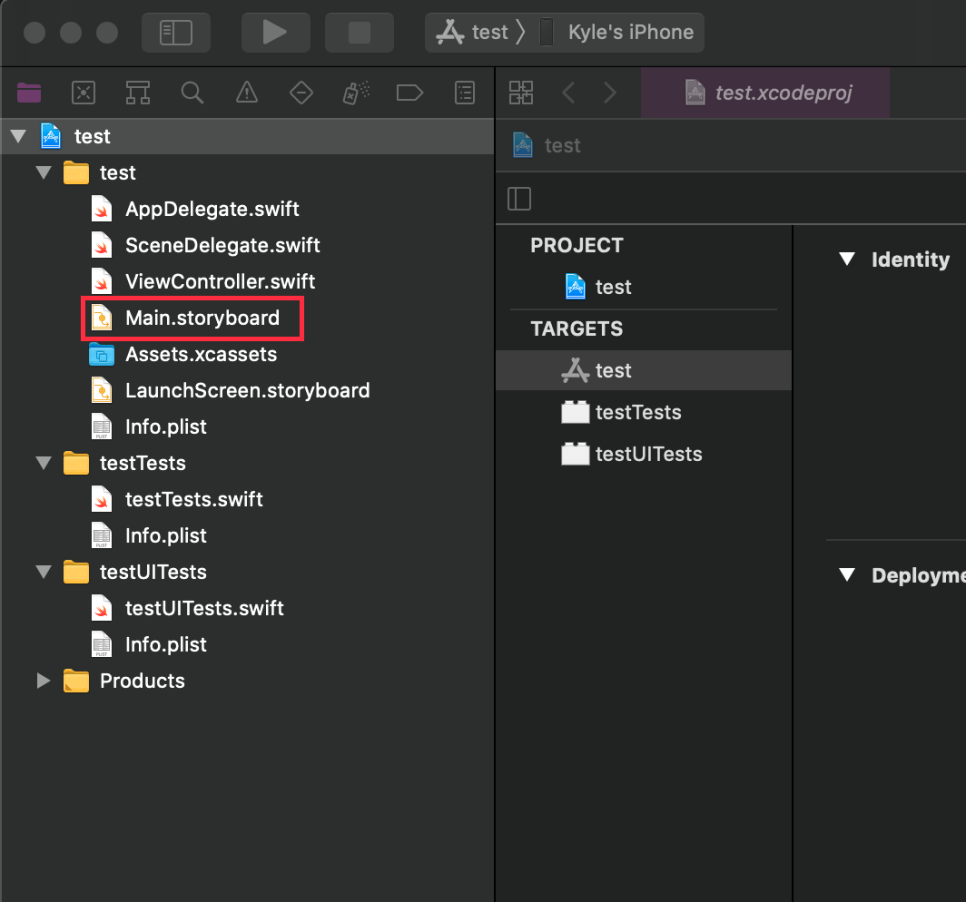 test 〉 Kyle's iPhone
test.xcodeproj
test
test
test
AppDelegate.swift
SceneDelegate.swift
ViewController.swift
Main.storyboard
Assets.xcassets
LaunchScreen.storyboard
Info.plist
testTests
testTests.swift
Info.plist
testUITests
testUITests.swift
Info.plist
Products
PROJECT
test
TARGETS
test
testTests
testUITests
Identity
Deployme